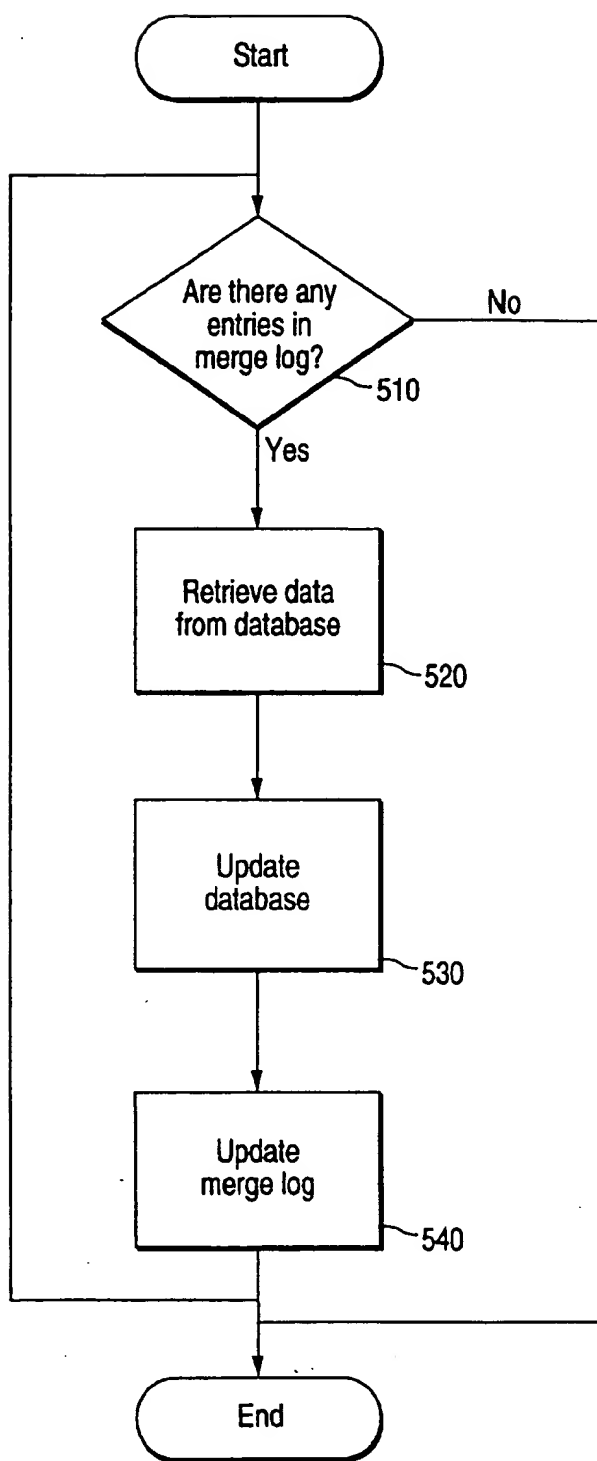 Start
Are there any
entries in
merge log?
No
510
Yes
Retrieve data
from database
520
Update
database
530
Update
merge log
540
End